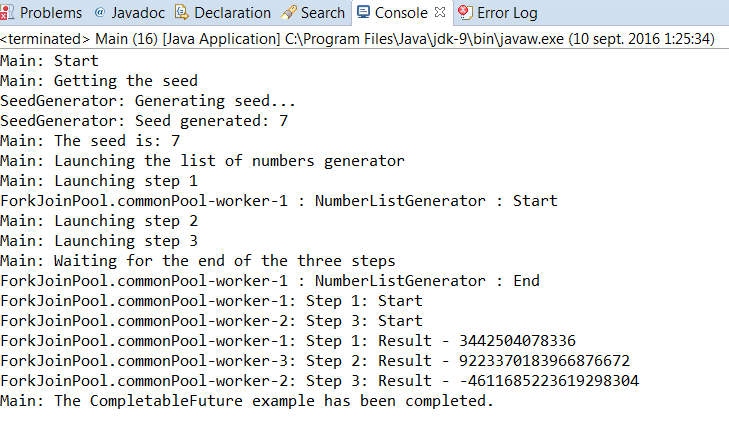 Problems @ Javadoc Declaration Search Console Error Log
<terminated> Main (16) [Java Application] C:\Program Files\Java\jdk-9\bin\javaw.exe (10 sept. 2016 1:25:34)
Main: Start
Main: Getting the seed
SeedGenerator: Generating seed...
SeedGenerator: Seed generated: 7
Main: The seed is: 7
Main: Launching the list of numbers generator
Main: Launching step 1
ForkJoinPool.commonPool-worker-1 : NumberListGenerator : Start
Main: Launching step 2
Main: Launching step 3
Main: Waiting for the end of the three steps
ForkJoinPool.commonPool-worker-1 : NumberListGenerator : End
ForkJoinPool.commonPool-worker-1: Step 1: Start
ForkJoinPool.commonPool-worker-2: Step 3: Start
ForkJoinPool.commonPool-worker-1: Step 1: Result - 3442504078336
ForkJoinPool.commonPool-worker-3: Step 2: Result - 9223370183966876672
ForkJoinPool.commonPool-worker-2: Step 3: Result - -4611685223619298304
Main: The CompletableFuture example has been completed.